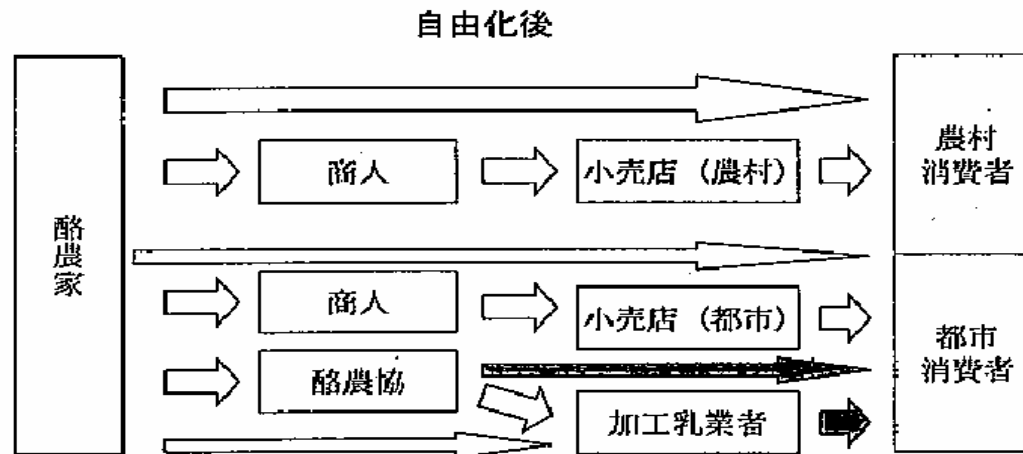 自由化後
酪農家
商人
小売店（農村）
農村
消費者
商人
小売店（都市）
酪農協
加工乳業者
都市
消費者